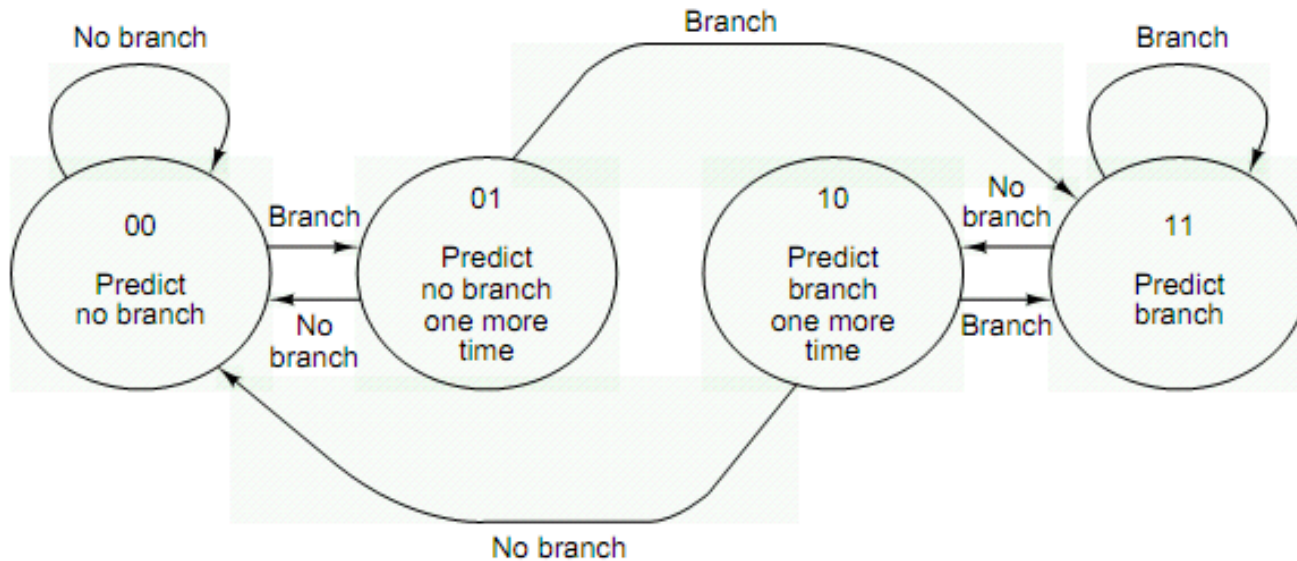 No branch
Branch
Branch
00
Predict
no branch
Branch
No
branch
01
Predict
no branch
one more
time
10
Predict
branch
one more
time
No
branch
Branch
11
Predict
branch
No branch